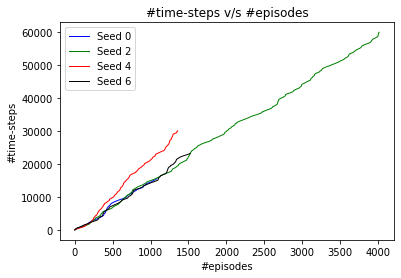 #time-steps v/s #episodes
60000
50000
40000
30000
20000
10000
0
#time-steps
Seed 0
Seed 2
Seed 4
Seed 6
0 500 1000 1500 2000 2500 3000 3500 4000
#episodes